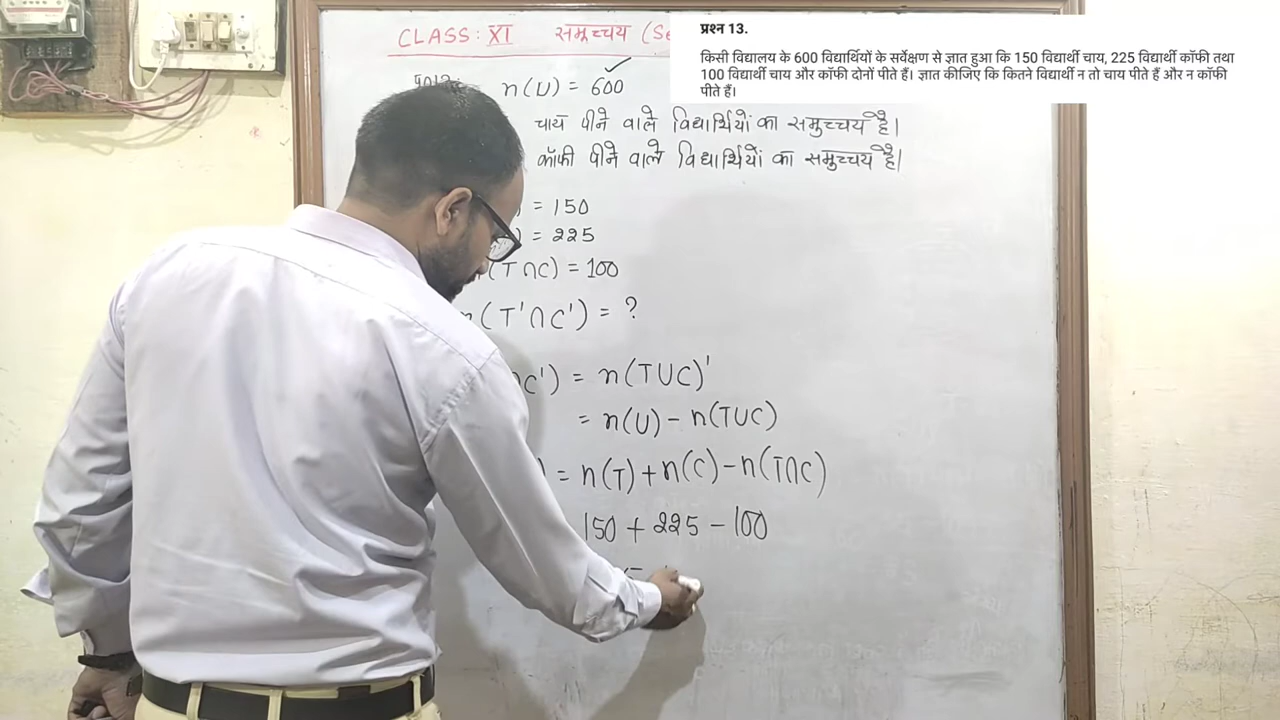 CLASS: XI समुच्चय (Se
प्रश्न 13.
किसी विद्यालय के 600 विद्यार्थियों के सर्वेक्षण से ज्ञात हुआ कि 150 विद्यार्थी चाय, 225 विद्यार्थी कॉफी तथा
100 विद्यार्थी चाय और कॉफी दोनों पीते हैं। ज्ञात कीजिए कि कितने विद्यार्थी न तो चाय पीते हैं और न कॉफी
पीते हैं।
n(U) = 600
चाय पीने वाले विद्यार्थियों का समुच्चय है।
कॉफी पीने वाले विद्यार्थियों का समुच्चय है।
= 150
) = 225
(T∩C) = 100
n(T'∩C') = ?
∩C') = n(T∪C)'
= n(U) - n(T∪C)
) = n(T) + n(C) - n(T∩C)
150 + 225 - 100